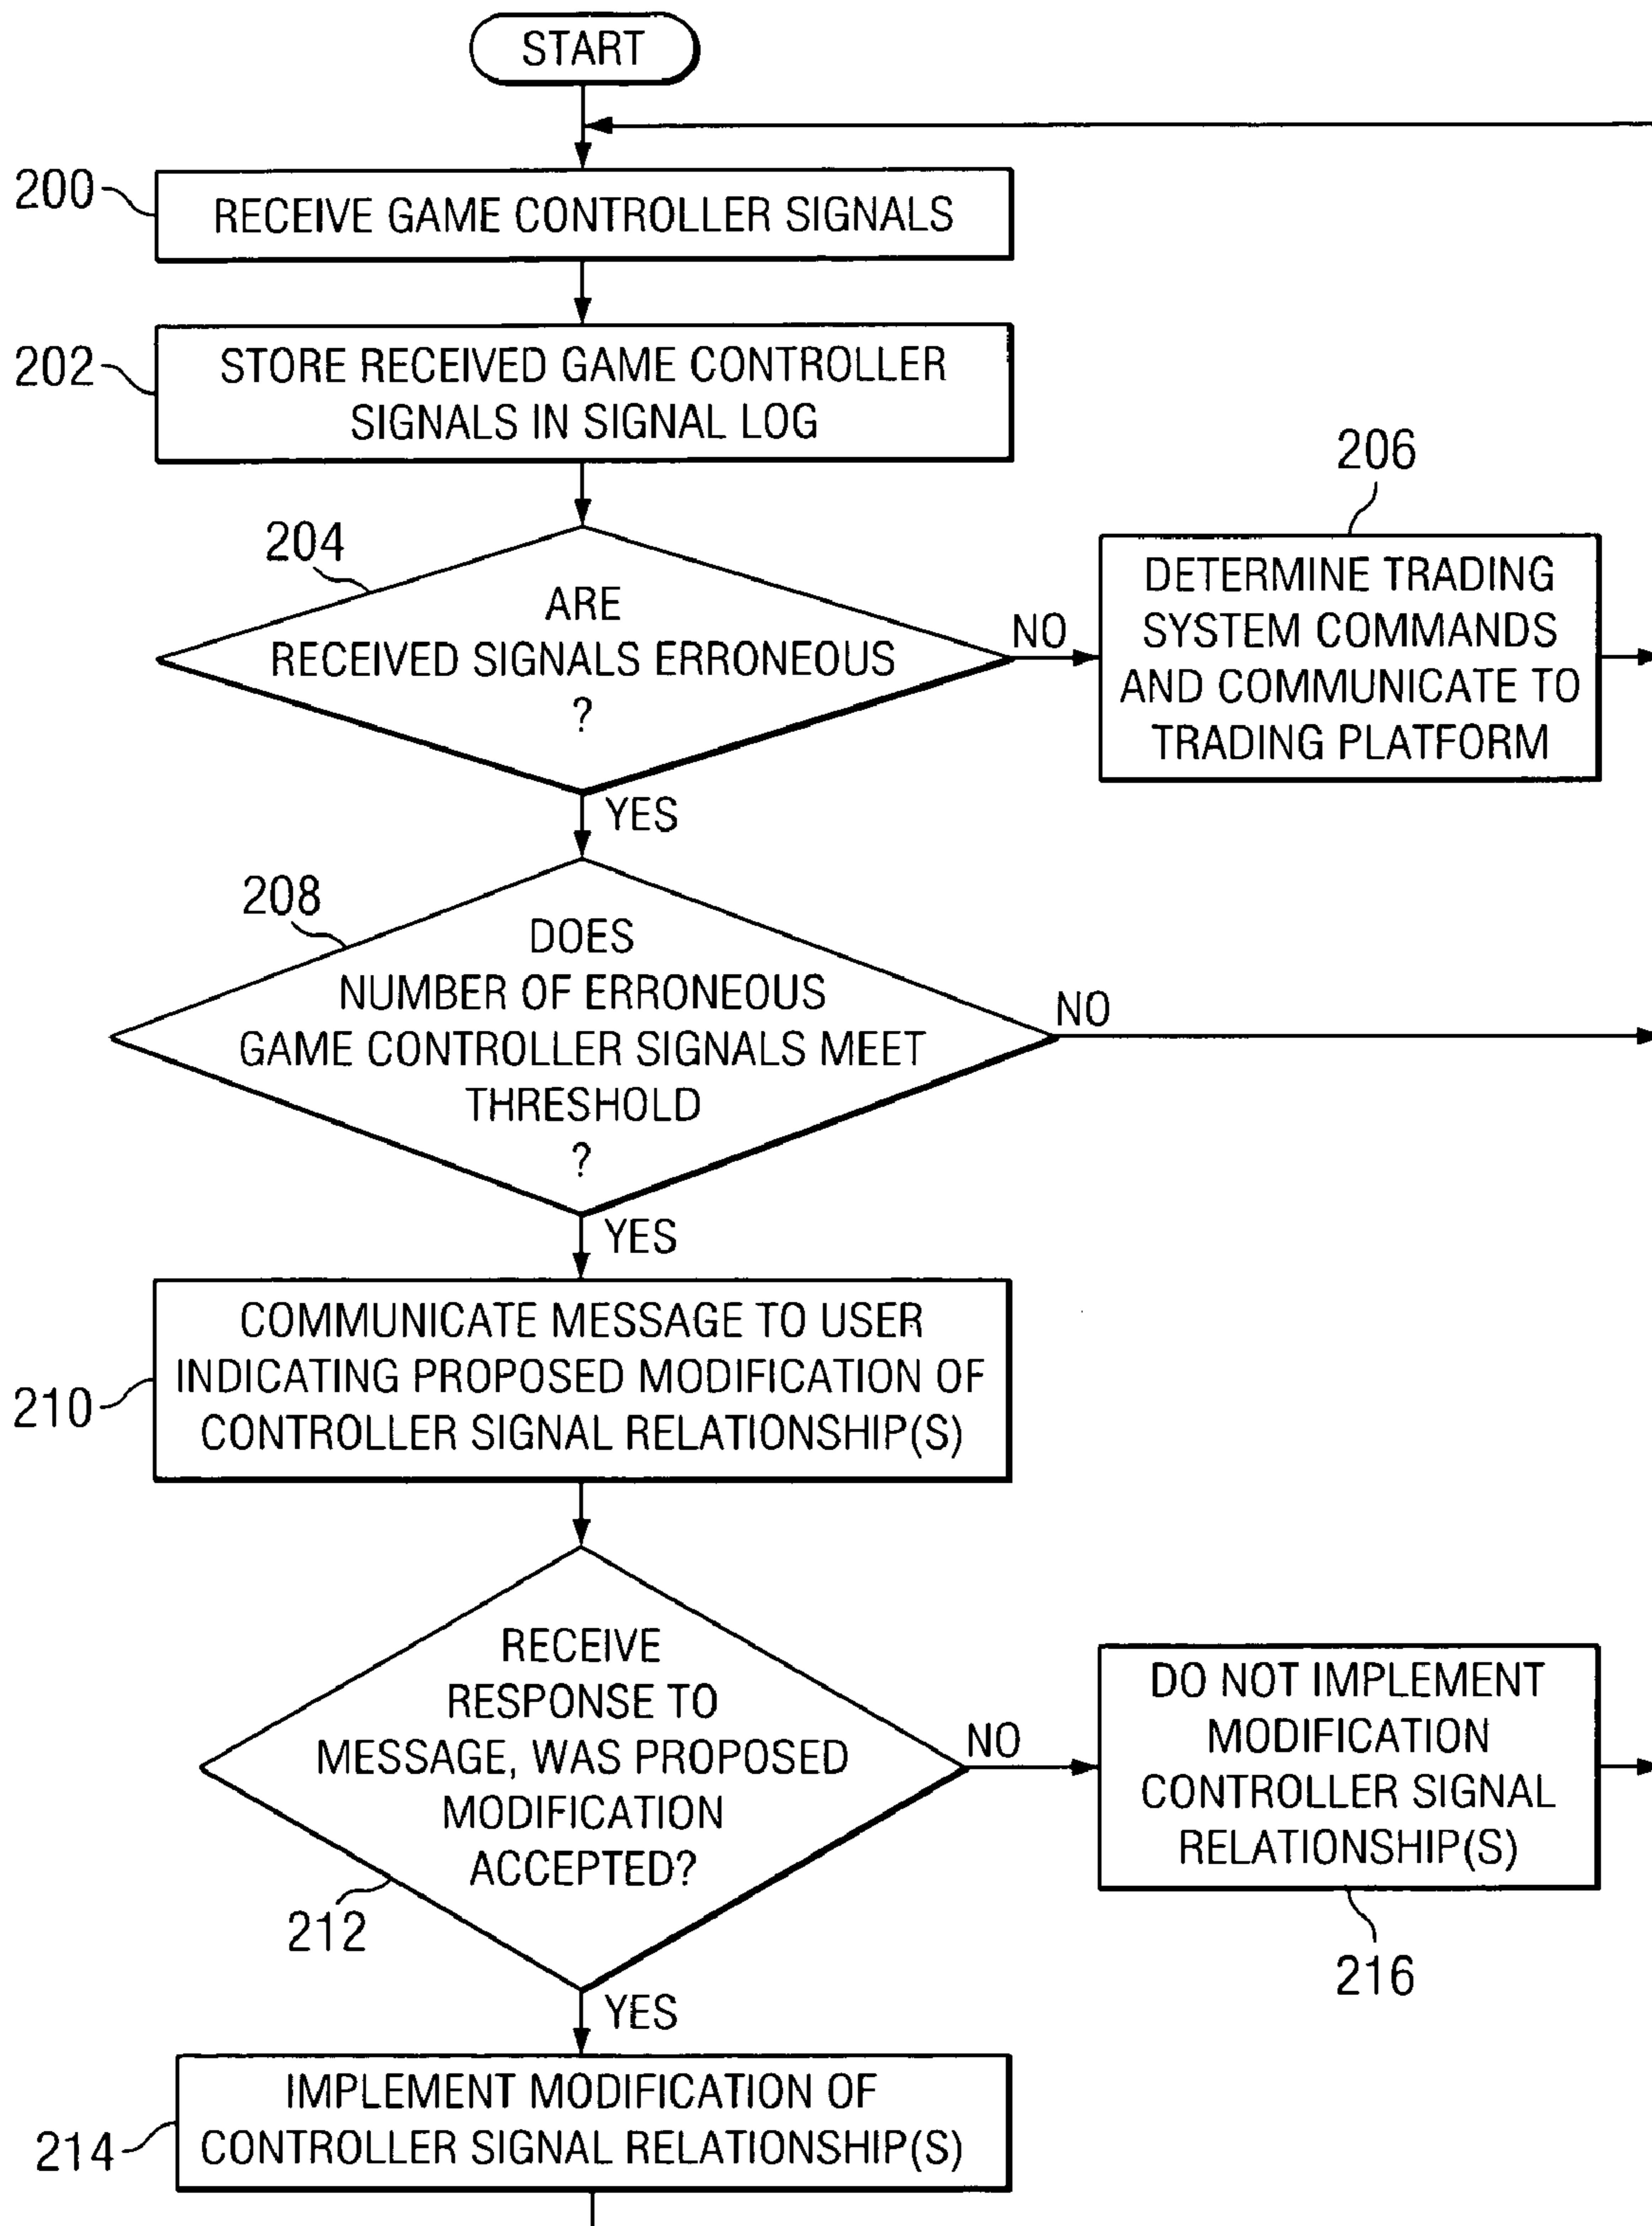 START
200
RECEIVE GAME CONTROLLER SIGNALS
202
STORE RECEIVED GAME CONTROLLER
SIGNALS IN SIGNAL LOG
204
ARE
RECEIVED SIGNALS ERRONEOUS
?
NO
206
DETERMINE TRADING
SYSTEM COMMANDS
AND COMMUNICATE TO
TRADING PLATFORM
YES
208
DOES
NUMBER OF ERRONEOUS
GAME CONTROLLER SIGNALS MEET
THRESHOLD
?
NO
YES
210
COMMUNICATE MESSAGE TO USER
INDICATING PROPOSED MODIFICATION OF
CONTROLLER SIGNAL RELATIONSHIP(S)
RECEIVE
RESPONSE TO
MESSAGE, WAS PROPOSED
MODIFICATION
ACCEPTED?
212
NO
DO NOT IMPLEMENT
MODIFICATION
CONTROLLER SIGNAL
RELATIONSHIP(S)
216
YES
214
IMPLEMENT MODIFICATION OF
CONTROLLER SIGNAL RELATIONSHIP(S)